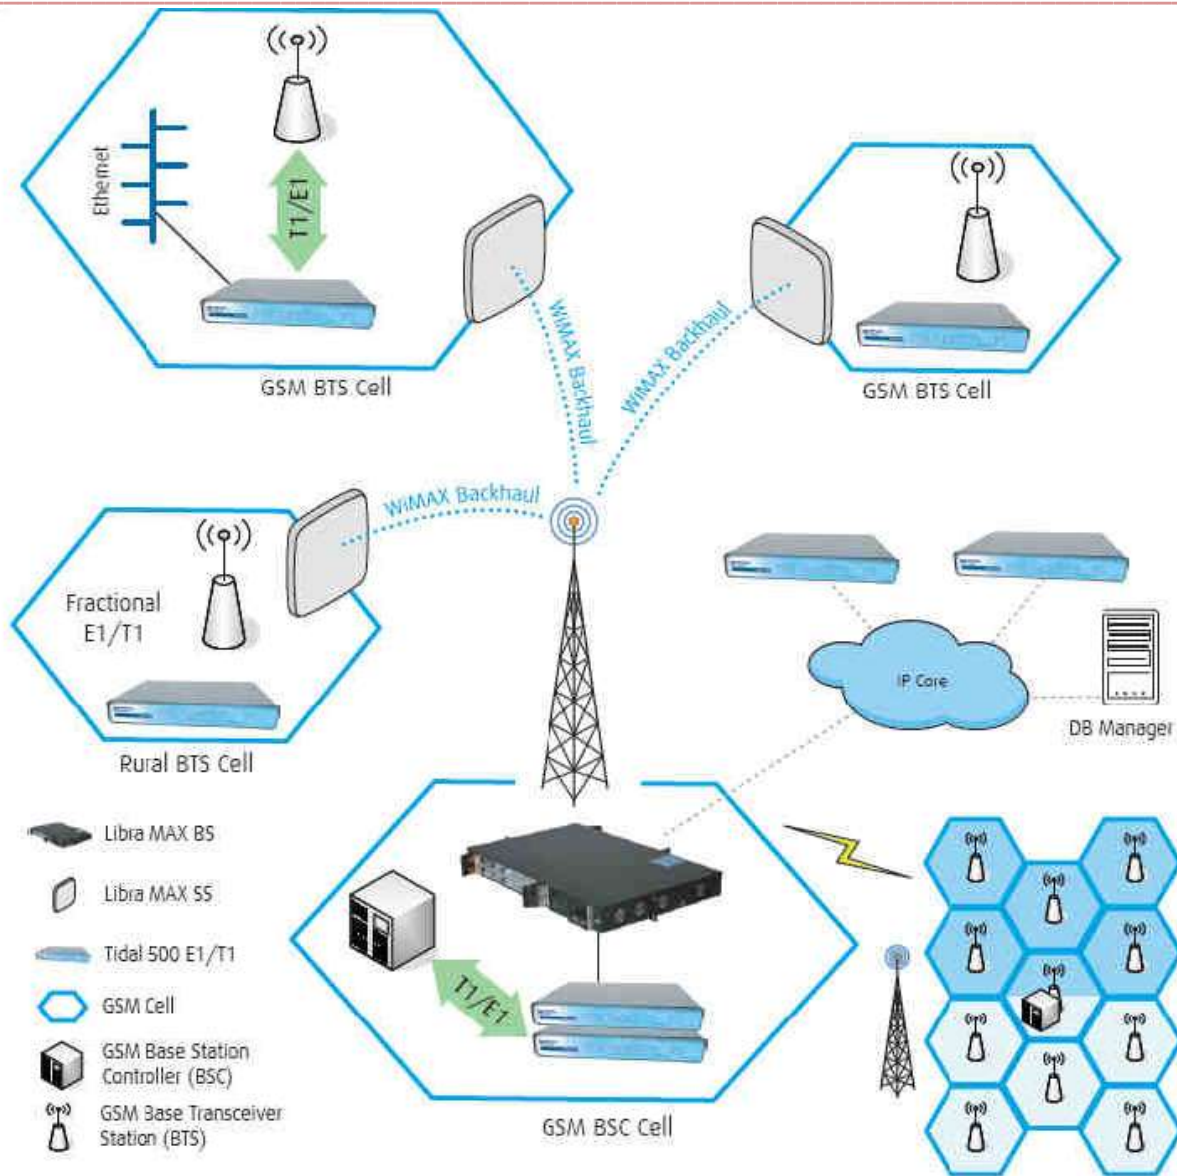 Ethernet
T1/E1
GSM BTS Cell
WiMAX Backhaul
WiMAX Backhaul
GSM BTS Cell
WiMAX Backhaul
Fractional
E1/T1
Rural BTS Cell
IP Core
DB Manager
Libra MAX BS
Libra MAX SS
Tidal 500 E1/T1
GSM Cell
GSM Base Station
Controller (BSC)
GSM Base Transceiver
Station (BTS)
T1/E1
GSM BSC Cell